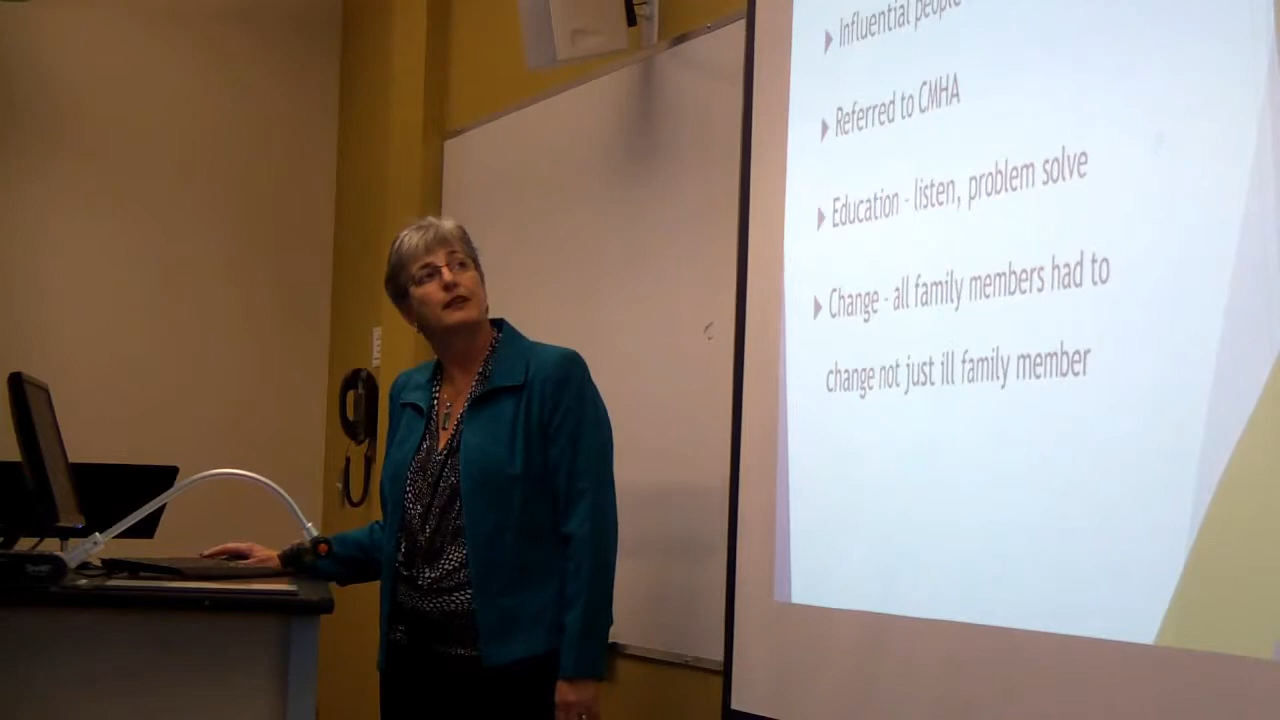 Influential people
Referred to CMHA
Education - listen, problem solve
Change - all family members had to
change not just ill family member